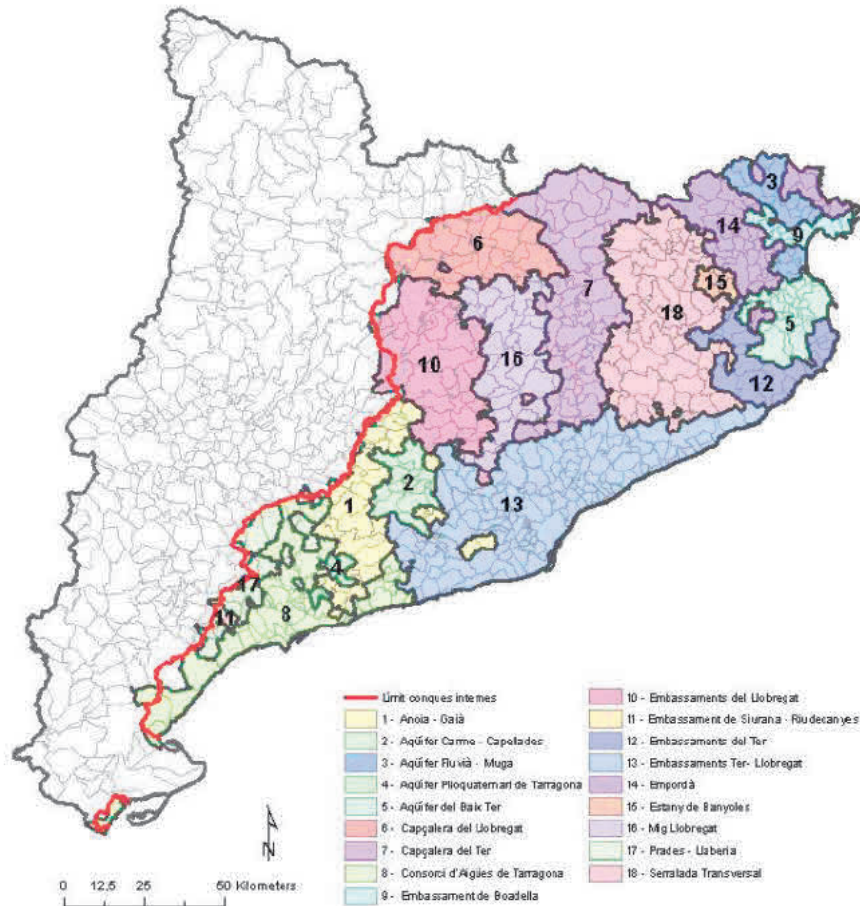 3
14
9
6
15
7
18
5
10
16
12
2
13
1
4
17
11
8
Límit conques internes
1 - Anoia - Gaià
2 - Aqüífer Carme - Capellades
3 - Aqüífer Fluvià - Muga
4 - Aqüífer Plioquaternari de Tarragona
5 - Aqüífer del Baix Ter
6 - Capçalera del Llobregat
7 - Capçalera del Ter
8 - Consorci d'Aigües de Tarragona
9 - Embassament de Boadella
10 - Embassaments del Llobregat
11 - Embassament de Siurana - Riudecanyes
12 - Embassaments del Ter
13 - Embassaments Ter- Llobregat
14 - Empordà
15 - Estany de Banyoles
16 - Mig Llobregat
17 - Prades - Llaberia
18 - Serralada Transversal
N
0 12,5 25 50 Kilometers